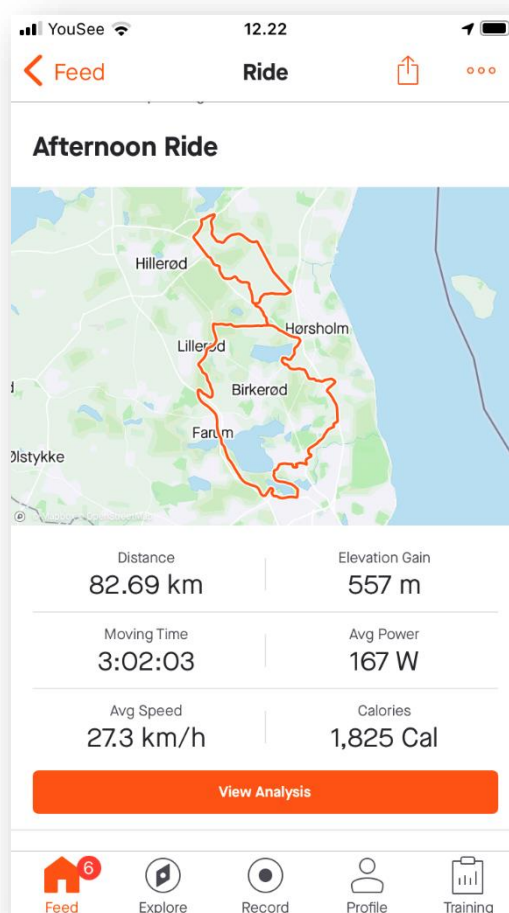 YouSee
12.22
Feed
Ride
Afternoon Ride
Hillerød
Hørsholm
Lillerød
Birkerød
Farum
Ølstykke
Distance
Elevation Gain
82.69 km
557 m
Moving Time
Avg Power
3:02:03
167 W
Avg Speed
Calories
27.3 km/h
1,825 Cal
View Analysis
6
Feed
Explore
Record
Profile
Training